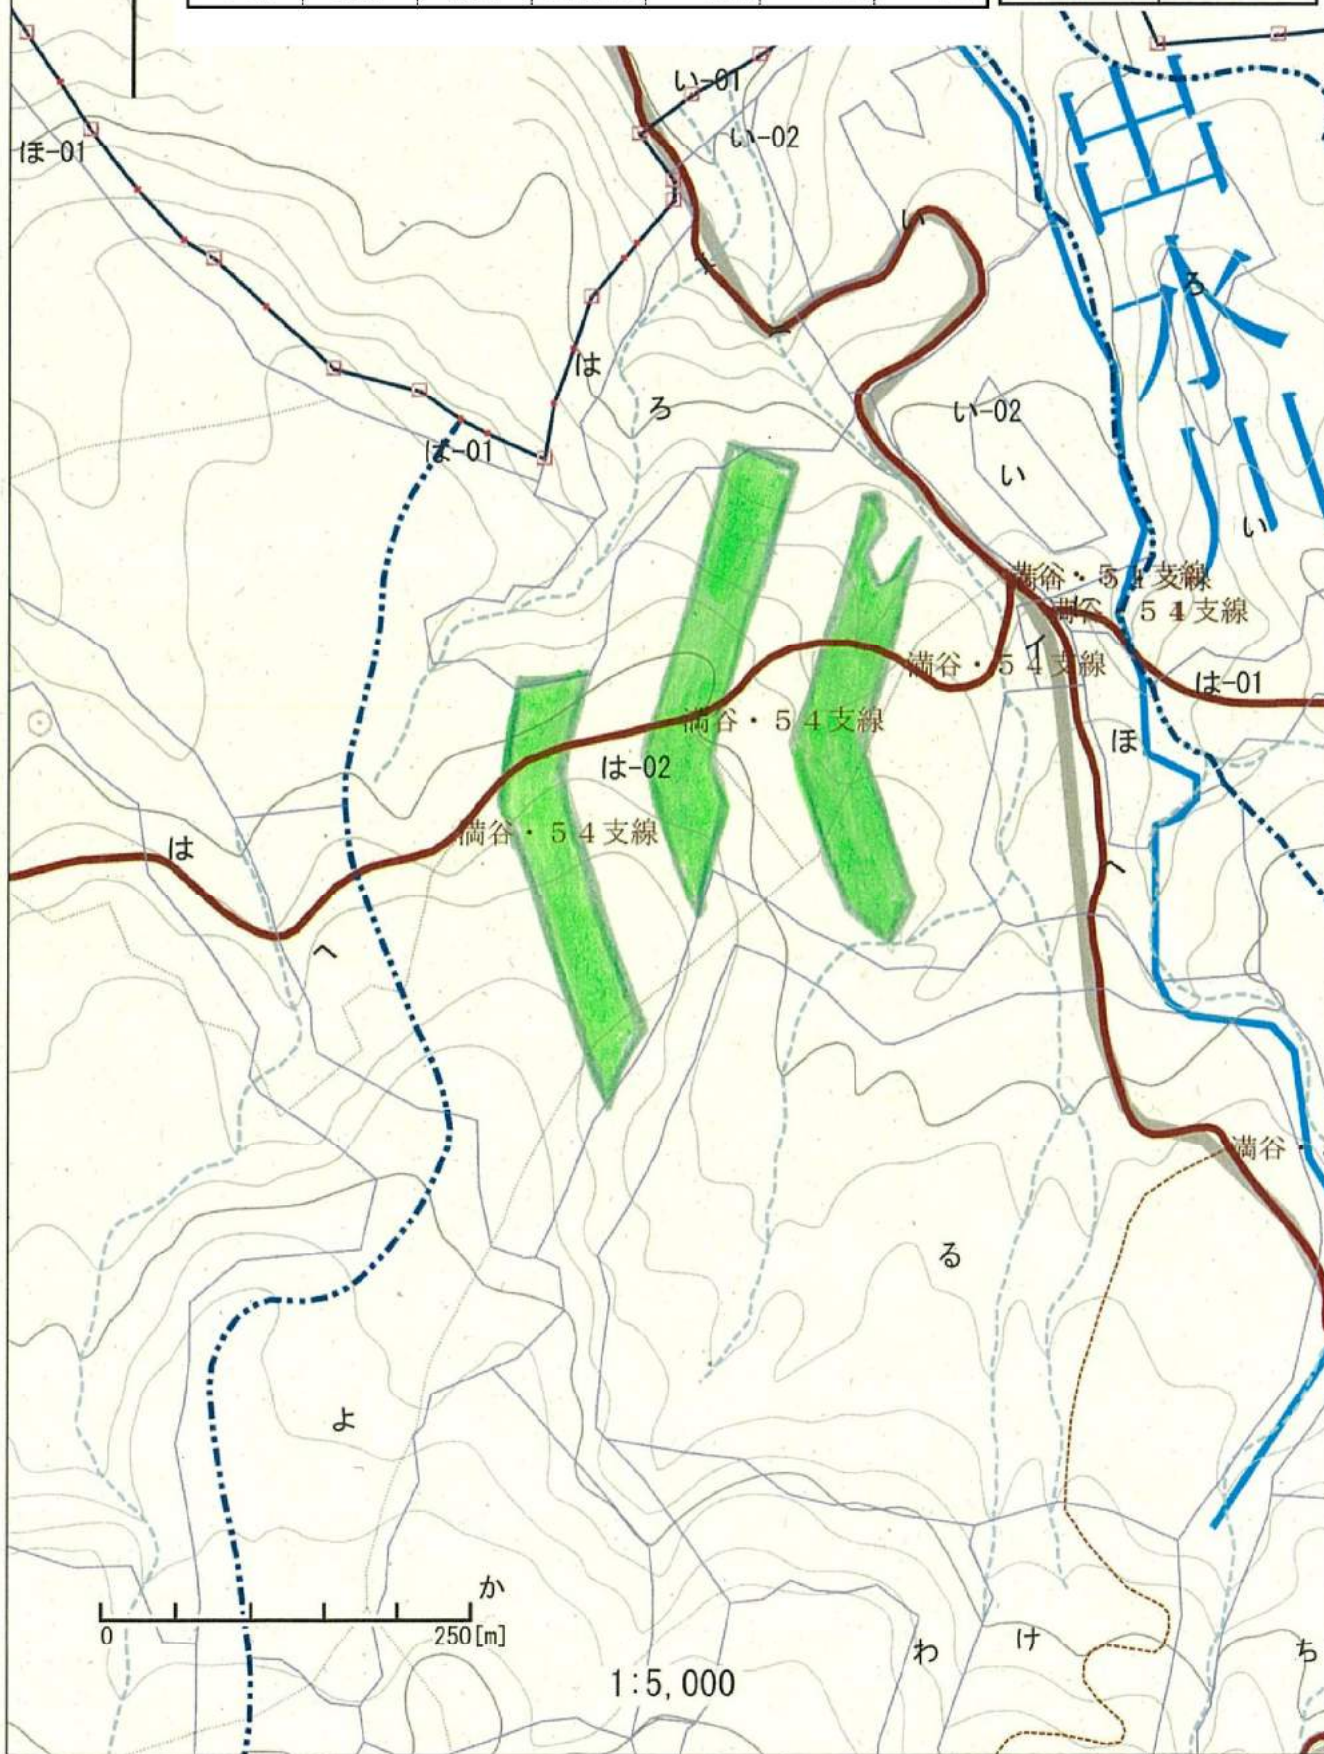 い-01
い-02
ほ-01
い
出水川
ろ
は
ろ
い-02
は-01
い
い
満谷・５４支線
満谷・５４支線
イ
満谷・５４支線
は-01
満谷・５４支線
ほ
は-02
満谷・５４支線
は
へ
へ
満谷・
る
よ
か
0
250[m]
わ
け
ち
1:5,000